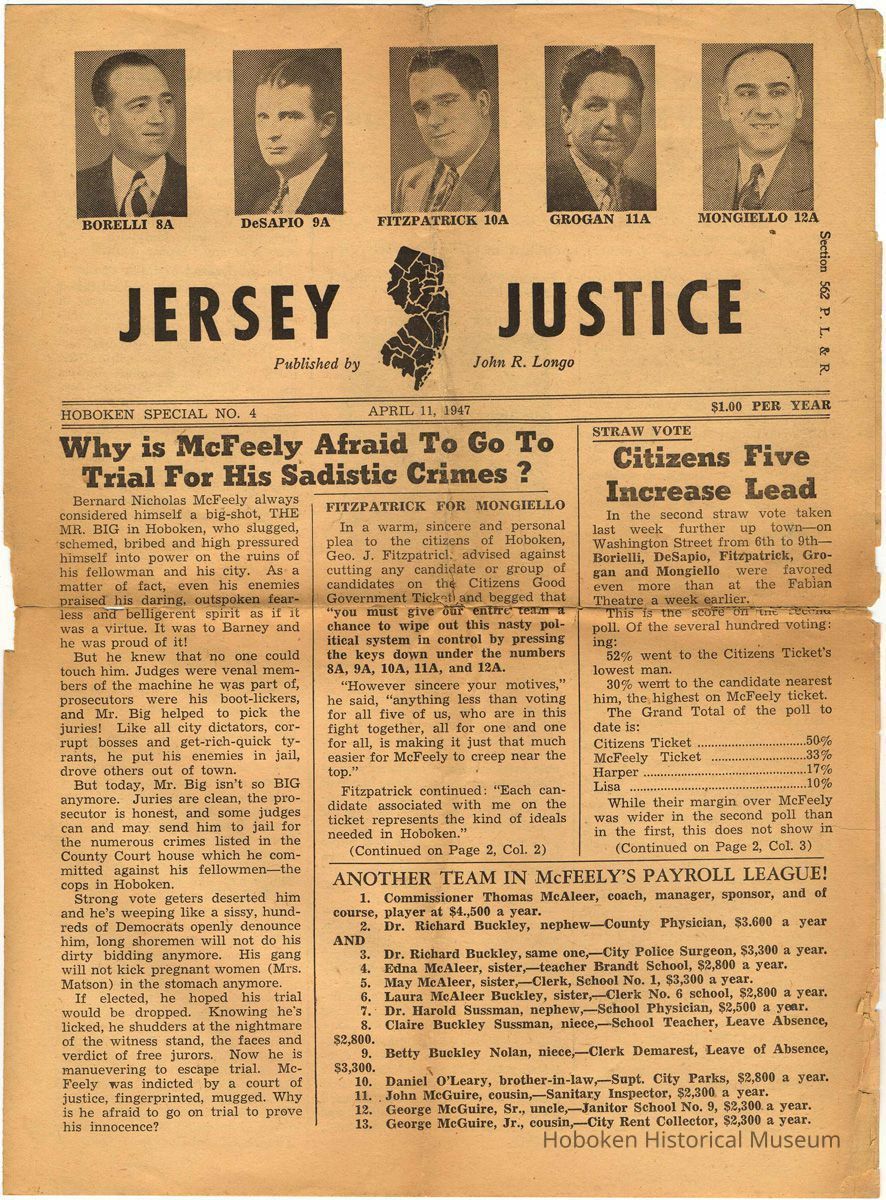 BORELLI 8A
DeSAPIO 9A
FITZPATRICK 10A
GROGAN 11A
MONGIELLO 12A
Section 562 P. L. & R.
JERSEY JUSTICE
Published by John R. Longo
HOBOKEN SPECIAL NO. 4
APRIL 11, 1947
$1.00 PER YEAR
Why is McFeely Afraid To Go To
Trial For His Sadistic Crimes ?
Bernard Nicholas McFeely always
considered himself a big-shot, THE
MR. BIG in Hoboken, who slugged,
schemed, bribed and high pressured
himself into power on the ruins of
his fellowman and his city. As a
matter of fact, even his enemies
praised his daring, outspoken fear-
less and belligerent spirit as if it
was a virtue. It was to Barney and
he was proud of it!
But he knew that no one could
touch him. Judges were venal mem-
bers of the machine he was part of,
prosecutors were his boot-lickers,
and Mr. Big helped to pick the
juries! Like all city dictators, cor-
rupt bosses and get-rich-quick ty-
rants, he put his enemies in jail,
drove others out of town.
But today, Mr. Big isn't so BIG
anymore. Juries are clean, the pro-
secutor is honest, and some judges
can and may send him to jail for
the numerous crimes listed in the
County Court house which he com-
mitted against his fellowmen—the
cops in Hoboken.
Strong vote geters deserted him
and he's weeping like a sissy, hund-
reds of Democrats openly denounce
him, long shoremen will not do his
dirty bidding anymore. His gang
will not kick pregnant women (Mrs.
Matson) in the stomach anymore.
If elected, he hoped his trial
would be dropped. Knowing he's
licked, he shudders at the nightmare
of the witness stand, the faces and
verdict of free jurors. Now he is
manuevering to escape trial. Mc-
Feely was indicted by a court of
justice, fingerprinted, mugged. Why
is he afraid to go on trial to prove
his innocence?
FITZPATRICK FOR MONGIELLO
In a warm, sincere and personal
plea to the citizens of Hoboken,
Geo. J. Fitzpatrick advised against
cutting any candidate or group of
candidates on the Citizens Good
Government Ticket and begged that
"you must give our entire team a
chance to wipe out this nasty pol-
itical system in control by pressing
the keys down under the numbers
8A, 9A, 10A, 11A, and 12A.
"However sincere your motives,"
he said, "anything less than voting
for all five of us, who are in this
fight together, all for one and one
for all, is making it just that much
easier for McFeely to creep near the
top."
Fitzpatrick continued: "Each can-
didate associated with me on the
ticket represents the kind of ideals
needed in Hoboken."
(Continued on Page 2, Col. 2)
STRAW VOTE
Citizens Five
Increase Lead
In the second straw vote taken
last week further up town—on
Washington Street from 6th to 9th—
Borielli, DeSapio, Fitzpatrick, Gro-
gan and Mongiello were favored
even more than at the Fabian
Theatre a week earlier.
This is the score on the second
poll. Of the several hundred voting:
ing:
52% went to the Citizens Ticket's
lowest man.
30% went to the candidate nearest
him, the highest on McFeely ticket.
The Grand Total of the poll to
date is:
Citizens Ticket ..........................50%
McFeely Ticket .......................33%
Harper .......................................17%
Lisa ...........................................10%
While their margin over McFeely
was wider in the second poll than
in the first, this does not show in
(Continued on Page 2, Col. 3)
ANOTHER TEAM IN McFEELY'S PAYROLL LEAGUE!
1. Commissioner Thomas McAleer, coach, manager, sponsor, and of
course, player at $4.,500 a year.
2. Dr. Richard Buckley, nephew—County Physician, $3.600 a year
AND
3. Dr. Richard Buckley, same one,—City Police Surgeon, $3,300 a year.
4. Edna McAleer, sister,—teacher Brandt School, $2,800 a year.
5. May McAleer, sister,—Clerk, School No. 1, $3,300 a year.
6. Laura McAleer Buckley, sister,—Clerk No. 6 school, $2,800 a year.
7. Dr. Harold Sussman, nephew,—School Physician, $2,500 a year.
8. Claire Buckley Sussman, niece,—School Teacher, Leave Absence,
$2,800.
9. Betty Buckley Nolan, niece,—Clerk Demarest, Leave of Absence,
$3,300.
10. Daniel O'Leary, brother-in-law,—Supt. City Parks, $2,800 a year.
11. John McGuire, cousin,—Sanitary Inspector, $2,300 a year.
12. George McGuire, Sr., uncle,—Janitor School No. 9, $2,300 a year.
13. George McGuire, Jr., cousin,—City Rent Collector, $2,300 a year.
Hoboken Historical Museum